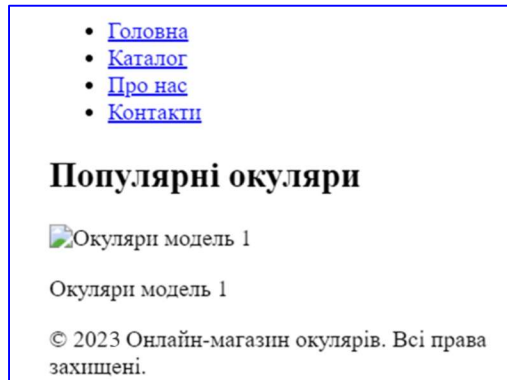 Головна
Каталог
Про нас
Контакти
Популярні окуляри
Окуляри модель 1
Окуляри модель 1
© 2023 Онлайн-магазин окулярів. Всі права
захищені.